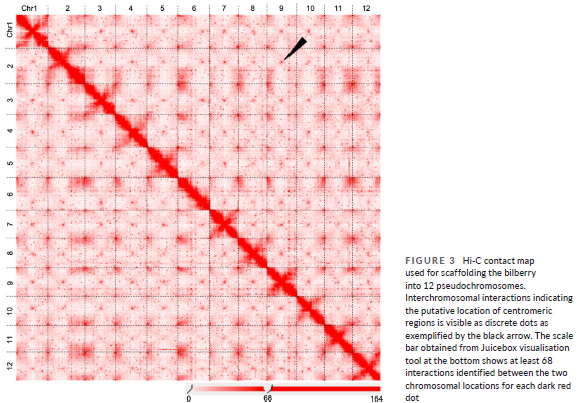 Chr1 2 3 4 5 6 7 8 9 10 11 12
Chr1
2
3
4
5
6
7
8
9
10
11
12
0 68 164
FIGURE 3 Hi-C contact map
used for scaffolding the bilberry
into 12 pseudochromosomes.
Interchromosomal interactions indicating
the putative location of centromeric
regions is visible as discrete dots as
exemplified by the black arrow. The scale
bar obtained from Juicebox visualisation
tool at the bottom shows at least 68
interactions identified between the two
chromosomal locations for each dark red
dot